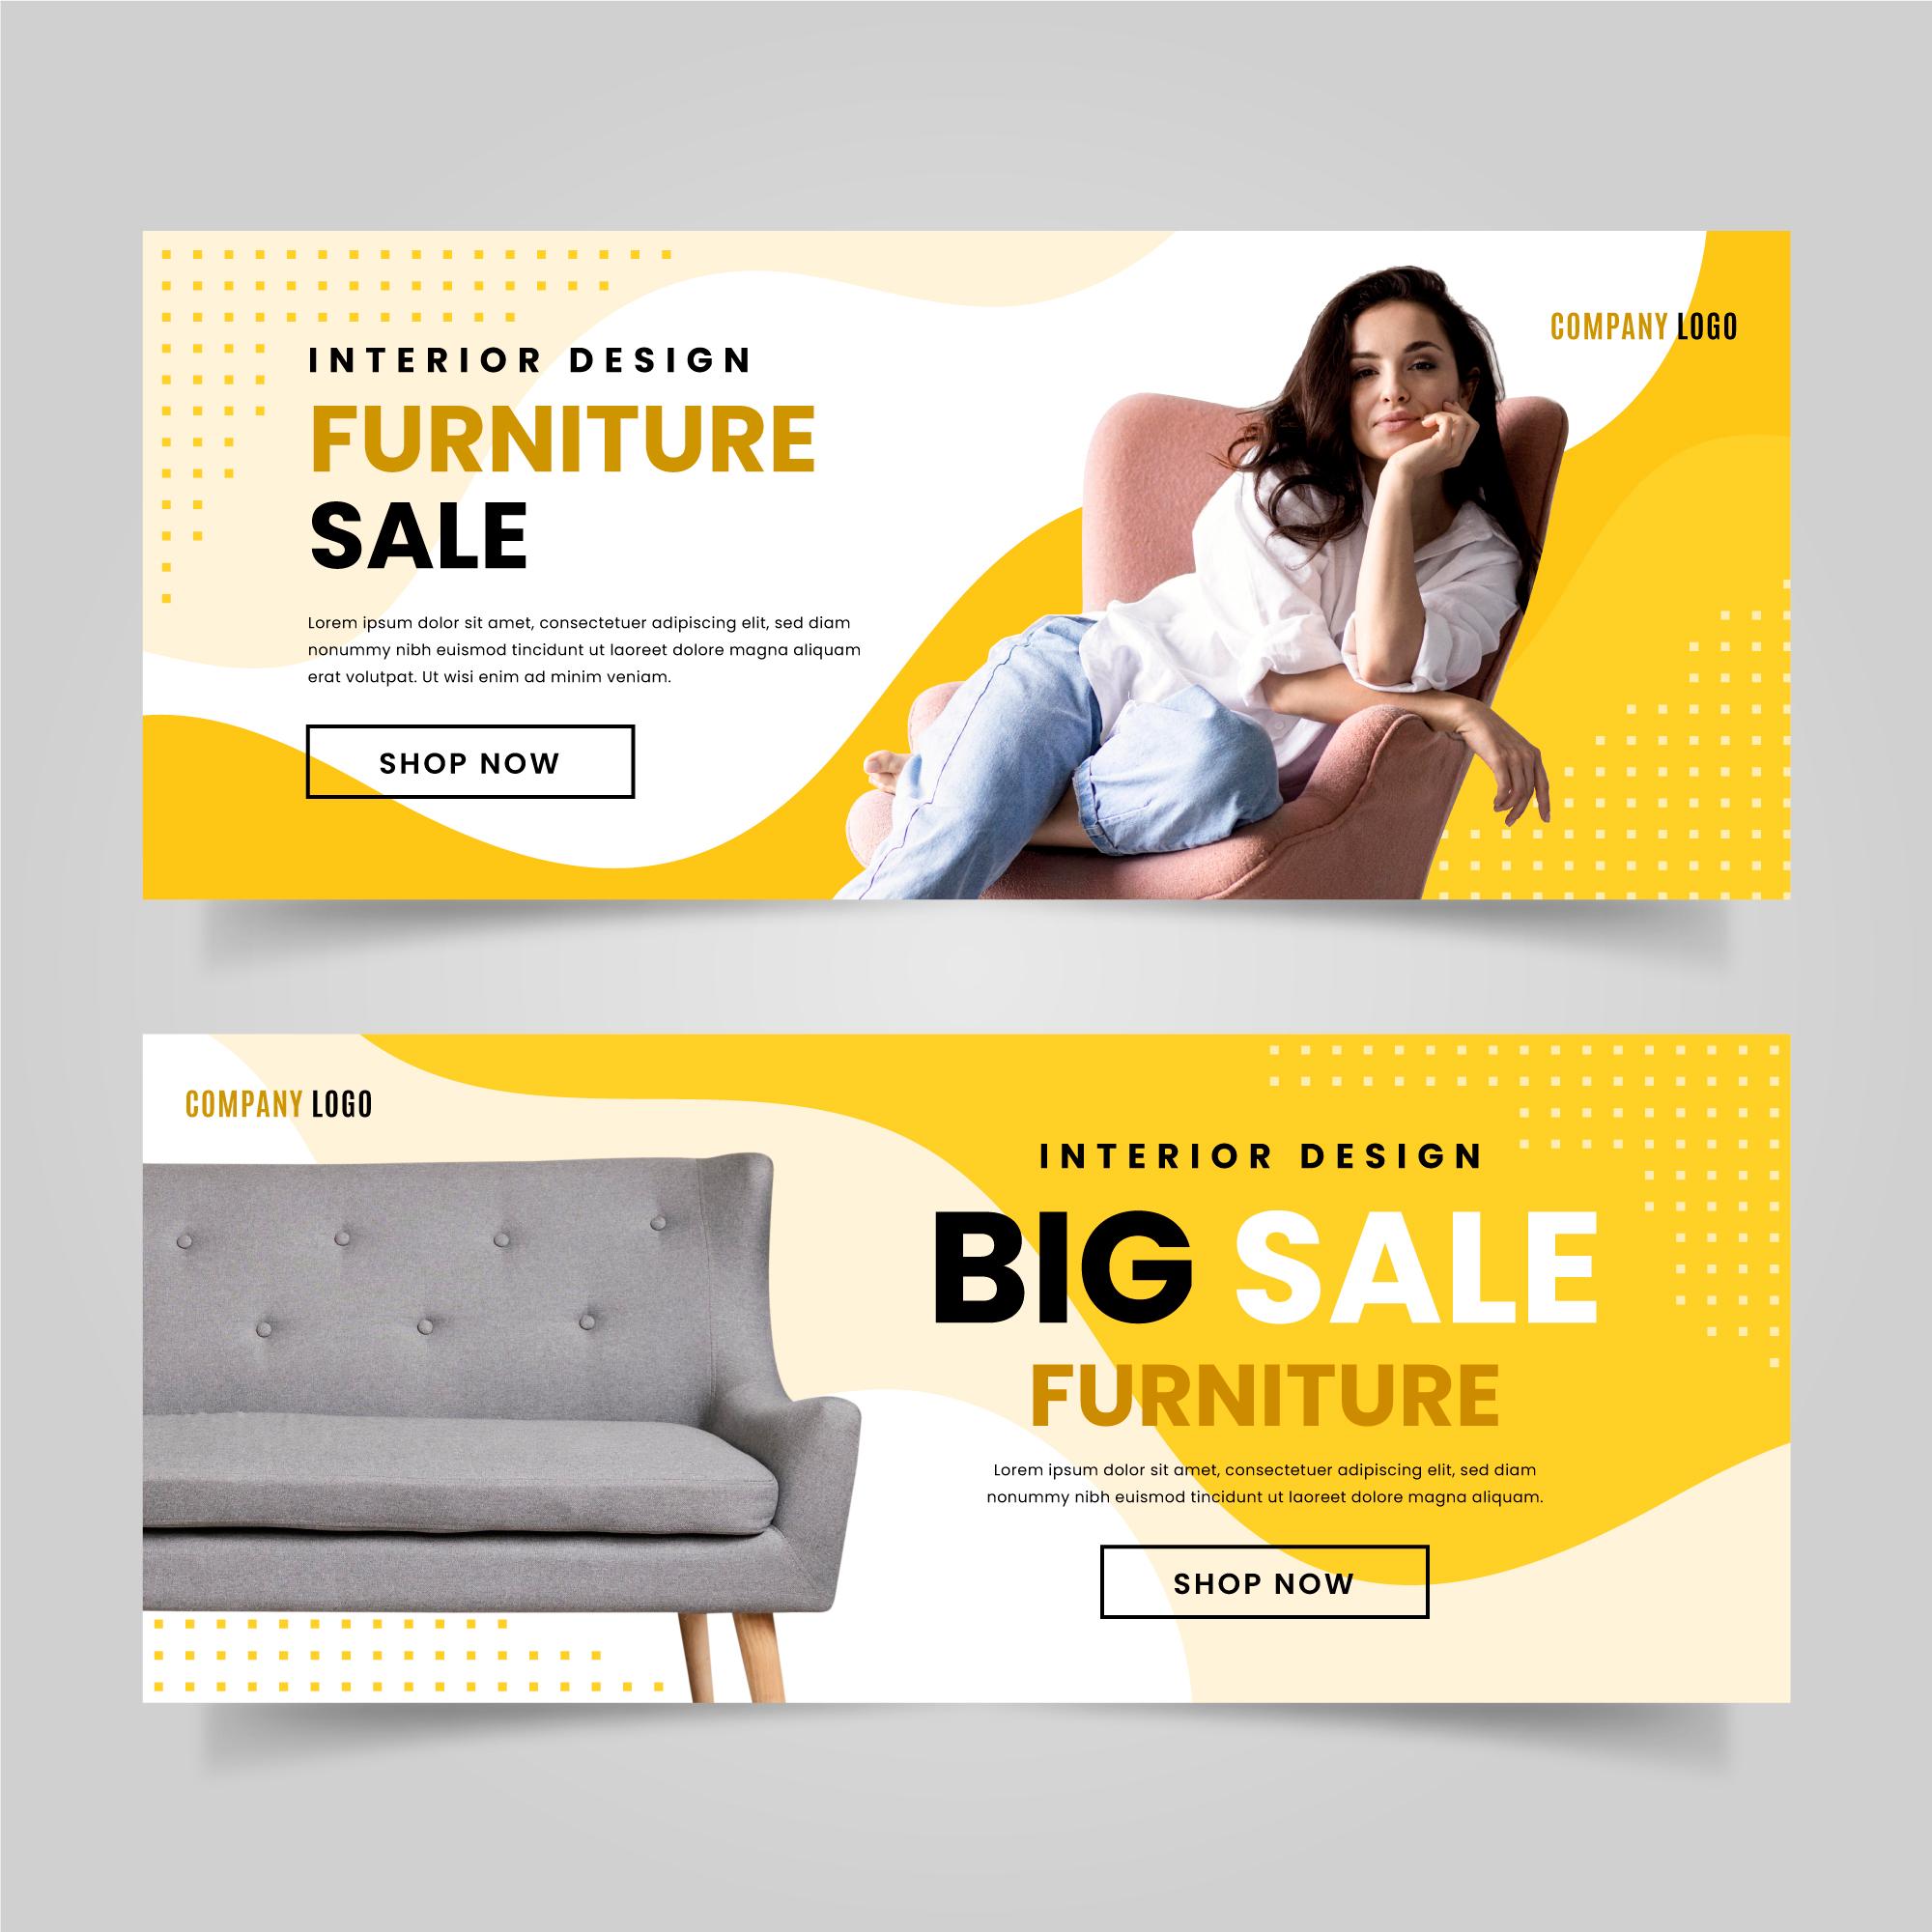 COMPANY LOGO
INTERIOR DESIGN
FURNITURE
SALE
Lorem ipsum dolor sit amet, consectetuer adipiscing elit, sed diam
nonummy nibh euismod tincidunt ut laoreet dolore magna aliquam
erat volutpat. Ut wisi enim ad minim veniam.
SHOP NOW
COMPANY LOGO
INTERIOR DESIGN
BIG SALE
FURNITURE
Lorem ipsum dolor sit amet, consectetuer adipiscing elit, sed diam
nonummy nibh euismod tincidunt ut laoreet dolore magna aliquam.
SHOP NOW